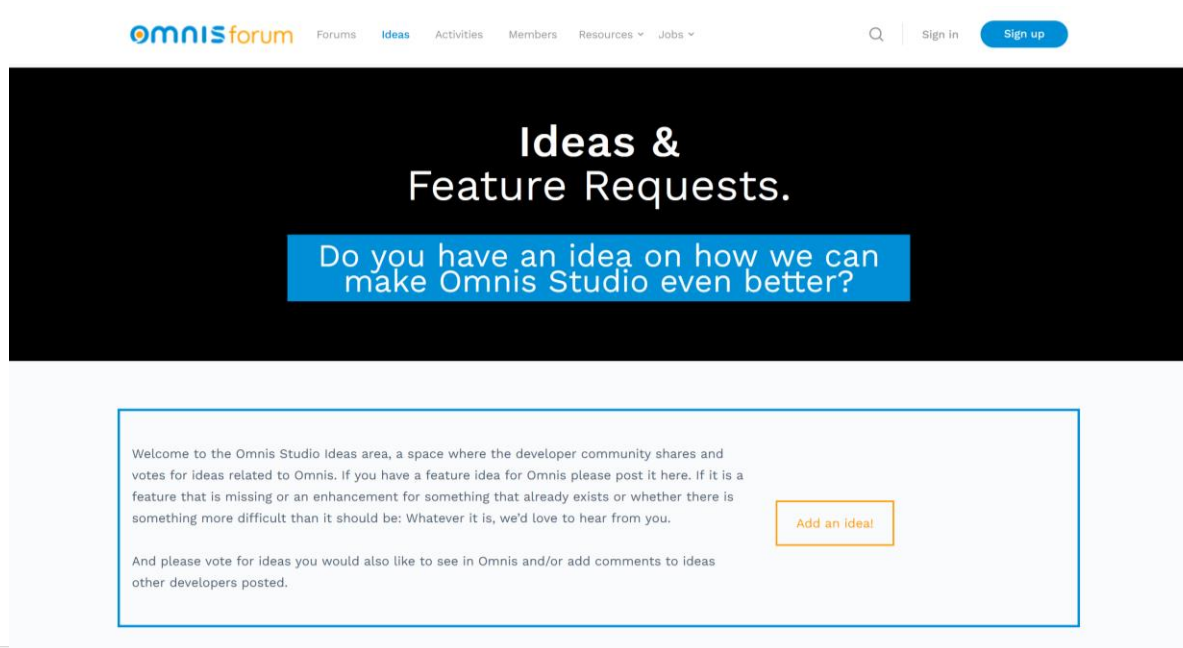 omnis forum Forums Ideas Activities Members Resources Jobs Sign in Sign up
Ideas &
Feature Requests.
Do you have an idea on how we can
make Omnis Studio even better?
Welcome to the Omnis Studio Ideas area, a space where the developer community shares and
votes for ideas related to Omnis. If you have a feature idea for Omnis please post it here. If it is a
feature that is missing or an enhancement for something that already exists or whether there is
something more difficult than it should be: Whatever it is, we’d love to hear from you.
And please vote for ideas you would also like to see in Omnis and/or add comments to ideas
other developers posted.
Add an idea!